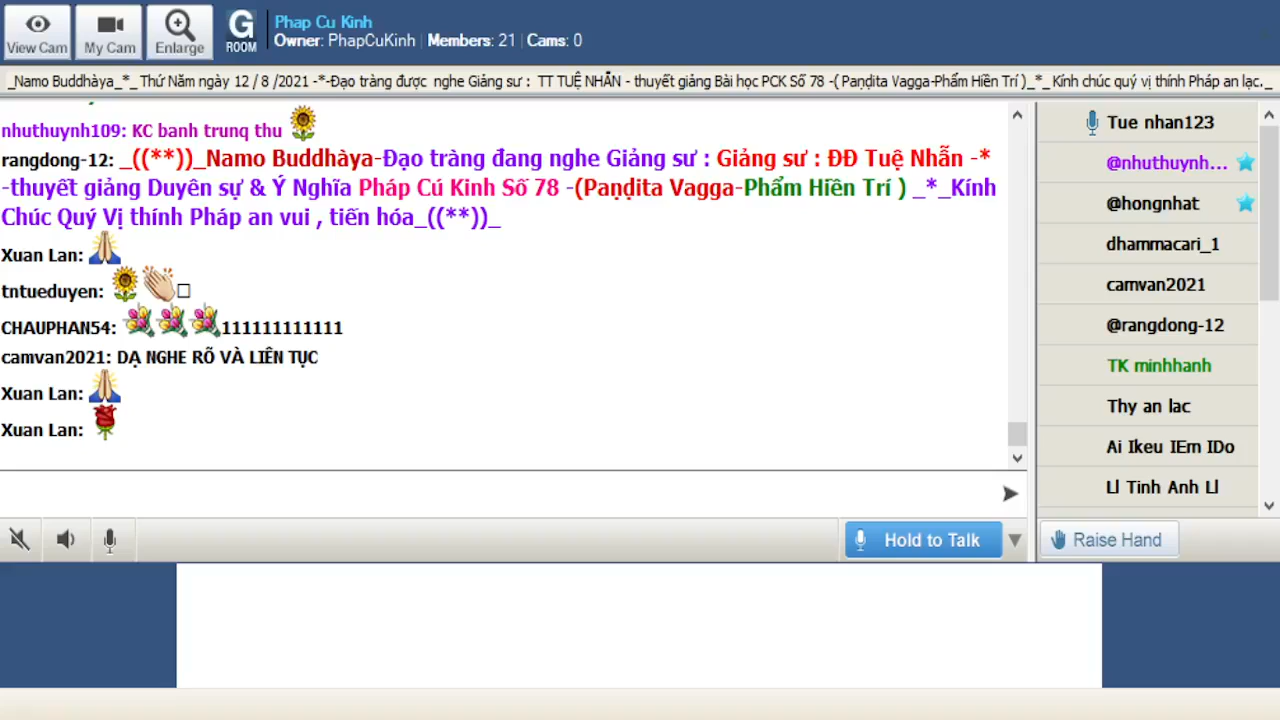 View Cam
My Cam
Enlarge
G
ROOM
Phap Cu Kinh
Owner: PhapCuKinh | Members: 21 | Cams: 0
_Namo Buddhàya_*_ Thứ Năm ngày 12 / 8 /2021 -*-Đạo tràng được nghe Giảng sư : TT TUỆ NHẪN - thuyết giảng Bài học PCK Số 78 -( Paṇḍita Vagga-Phẩm Hiền Trí )_*_ Kính chúc quý vị thính Pháp an lạc._
nhuthuynh109: KC banh trunq thu
rangdong-12: _((**))_Namo Buddhàya-Đạo tràng đang nghe Giảng sư : Giảng sư : ĐĐ Tuệ Nhẫn -*
-thuyết giảng Duyên sự & Ý Nghĩa Pháp Cú Kinh Số 78 -(Paṇḍita Vagga-Phẩm Hiền Trí ) _*_Kính
Chúc Quý Vị thính Pháp an vui , tiến hóa_((**))_
Xuan Lan:
tntueduyen:
CHAUPHAN54: 111111111111
camvan2021: DẠ NGHE RÕ VÀ LIÊN TỤC
Xuan Lan:
Xuan Lan:
Tue nhan123
@nhuthuynh...
@hongnhat
dhammacari_1
camvan2021
@rangdong-12
TK minhhanh
Thy an lac
Ai Ikeu IEm IDo
Ll Tinh Anh Ll
Hold to Talk
Raise Hand